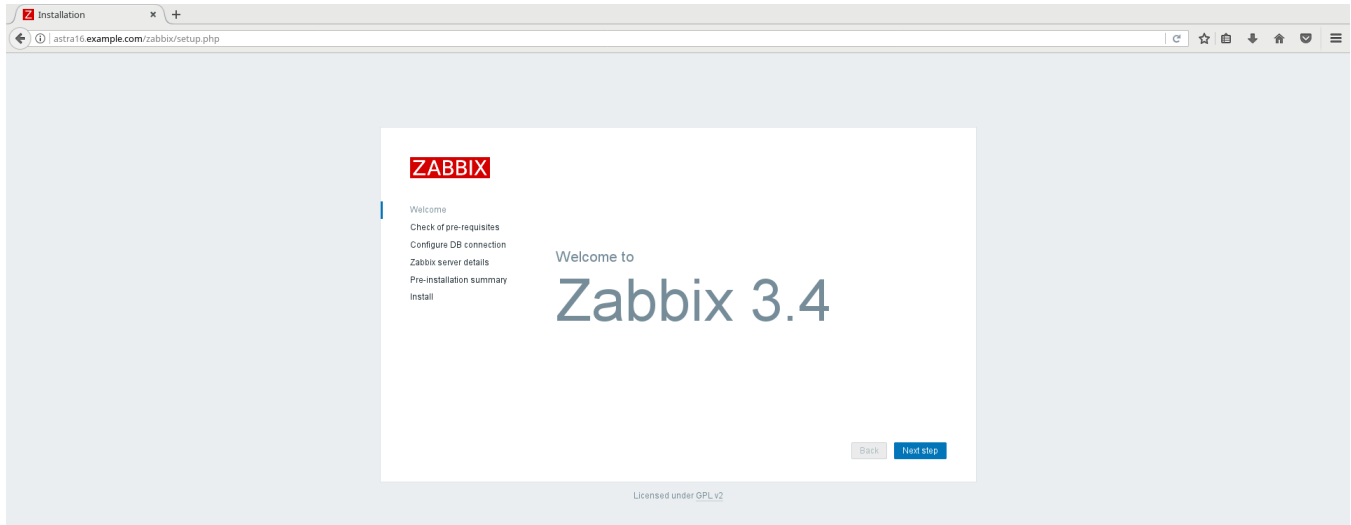 Z Installation
astra16.example.com/zabbix/setup.php
ZABBIX
Welcome
Check of pre-requisites
Configure DB connection
Zabbix server details
Pre-installation summary
Install
Welcome to
Zabbix 3.4
Back Next step
Licensed under GPL v2